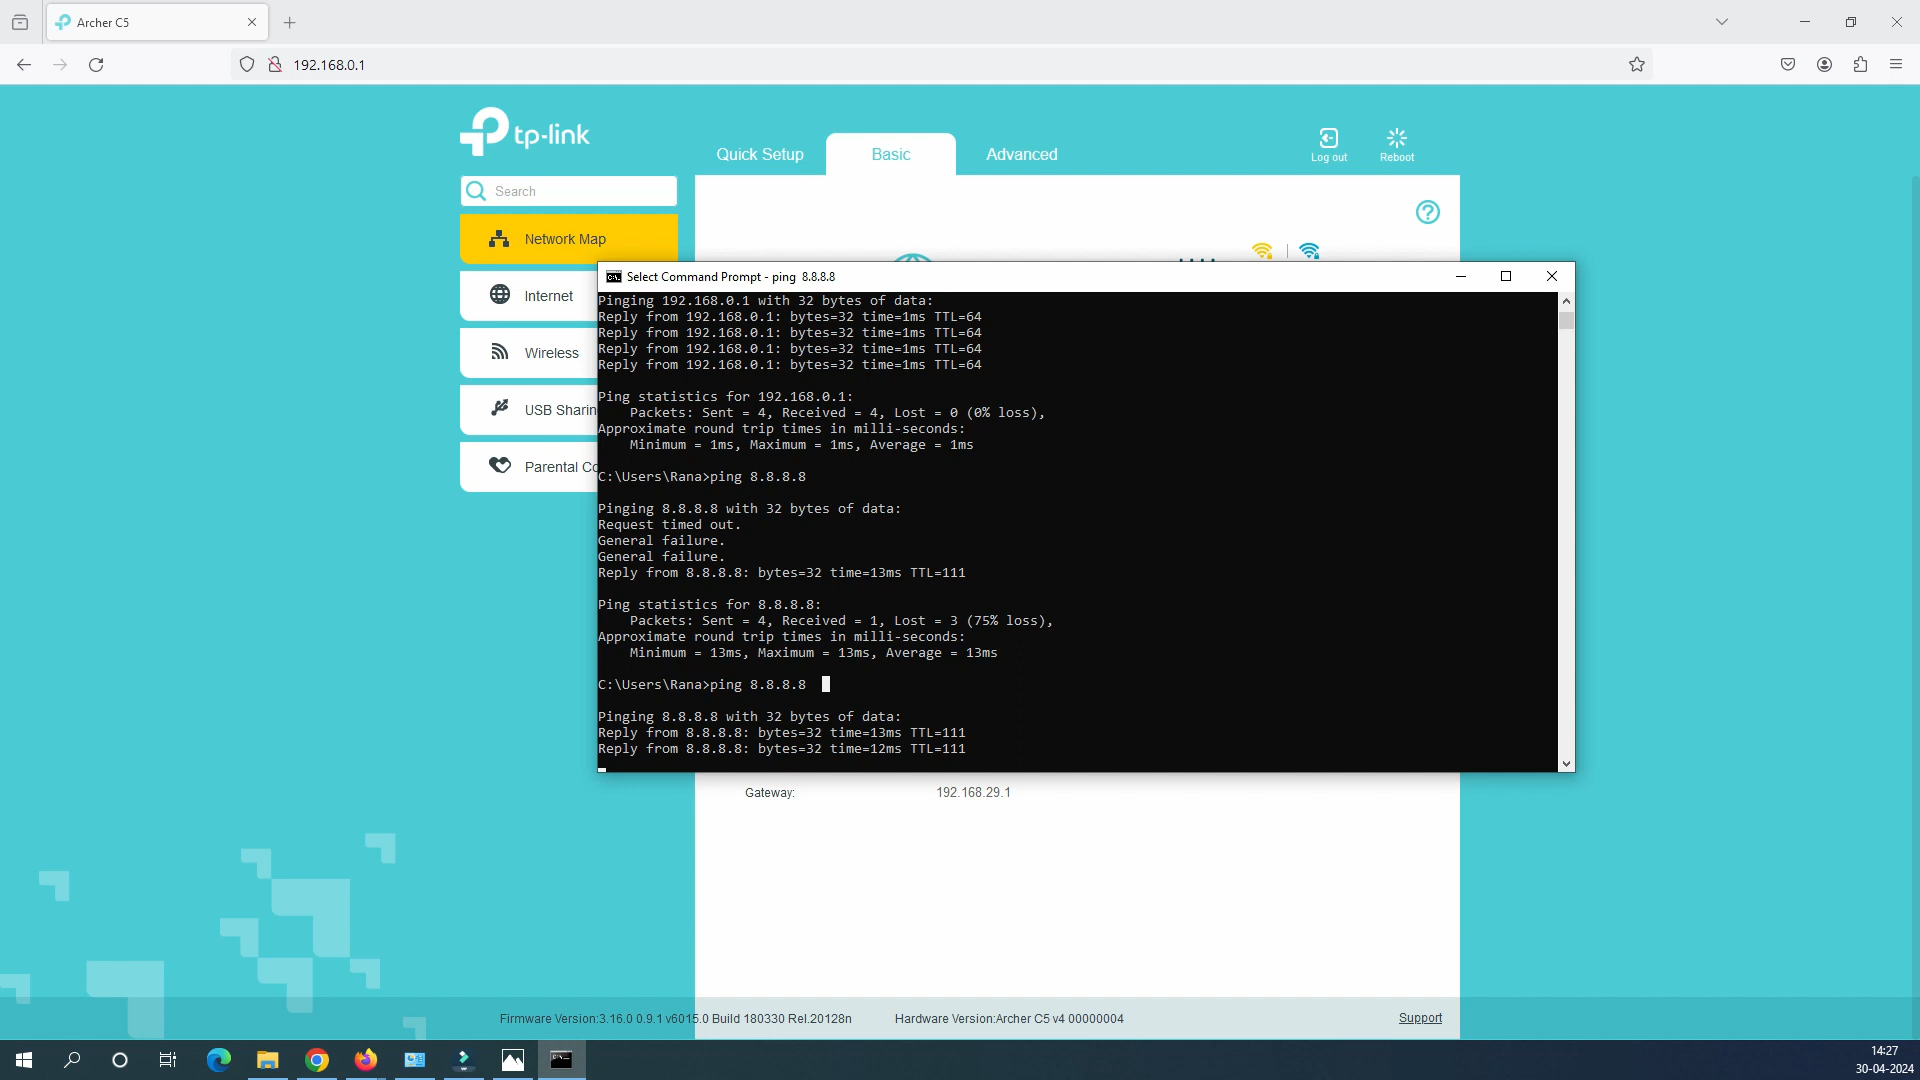 Archer C5
192.168.0.1
tp-link
Quick Setup
Basic
Advanced
Log out
Reboot
Search
Network Map
Internet
Wireless
USB Sharin
Parental Co
Select Command Prompt - ping  8.8.8.8
Pinging 192.168.0.1 with 32 bytes of data:
Reply from 192.168.0.1: bytes=32 time=1ms TTL=64
Reply from 192.168.0.1: bytes=32 time=1ms TTL=64
Reply from 192.168.0.1: bytes=32 time=1ms TTL=64
Reply from 192.168.0.1: bytes=32 time=1ms TTL=64
Ping statistics for 192.168.0.1:
Packets: Sent = 4, Received = 4, Lost = 0 (0% loss),
Approximate round trip times in milli-seconds:
Minimum = 1ms, Maximum = 1ms, Average = 1ms
C:\Users\Rana>ping 8.8.8.8
Pinging 8.8.8.8 with 32 bytes of data:
Request timed out.
General failure.
General failure.
Reply from 8.8.8.8: bytes=32 time=13ms TTL=111
Ping statistics for 8.8.8.8:
Packets: Sent = 4, Received = 1, Lost = 3 (75% loss),
Approximate round trip times in milli-seconds:
Minimum = 13ms, Maximum = 13ms, Average = 13ms
C:\Users\Rana>ping 8.8.8.8
Pinging 8.8.8.8 with 32 bytes of data:
Reply from 8.8.8.8: bytes=32 time=13ms TTL=111
Reply from 8.8.8.8: bytes=32 time=12ms TTL=111
Gateway: 192.168.29.1
Firmware Version:3.16.0 0.9.1 v6015.0 Build 180330 Rel.20128n Hardware Version:Archer C5 v4 00000004 Support
14:27
30-04-2024